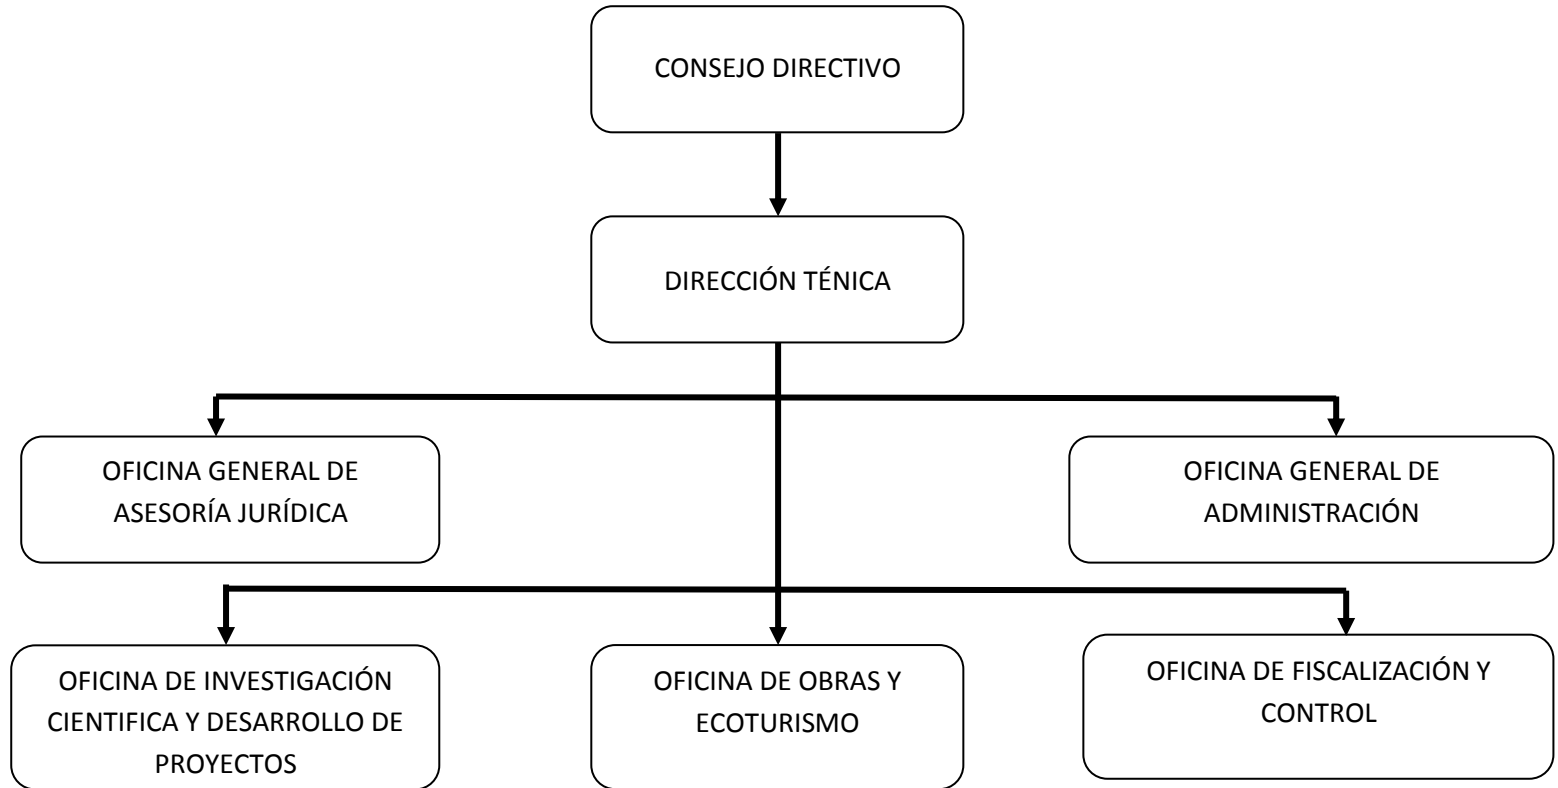 CONSEJO DIRECTIVO
DIRECCIÓN TÉNICA
OFICINA GENERAL DE
ASESORÍA JURÍDICA
OFICINA GENERAL DE
ADMINISTRACIÓN
OFICINA DE INVESTIGACIÓN
CIENTIFICA Y DESARROLLO DE
PROYECTOS
OFICINA DE OBRAS Y
ECOTURISMO
OFICINA DE FISCALIZACIÓN Y
CONTROL